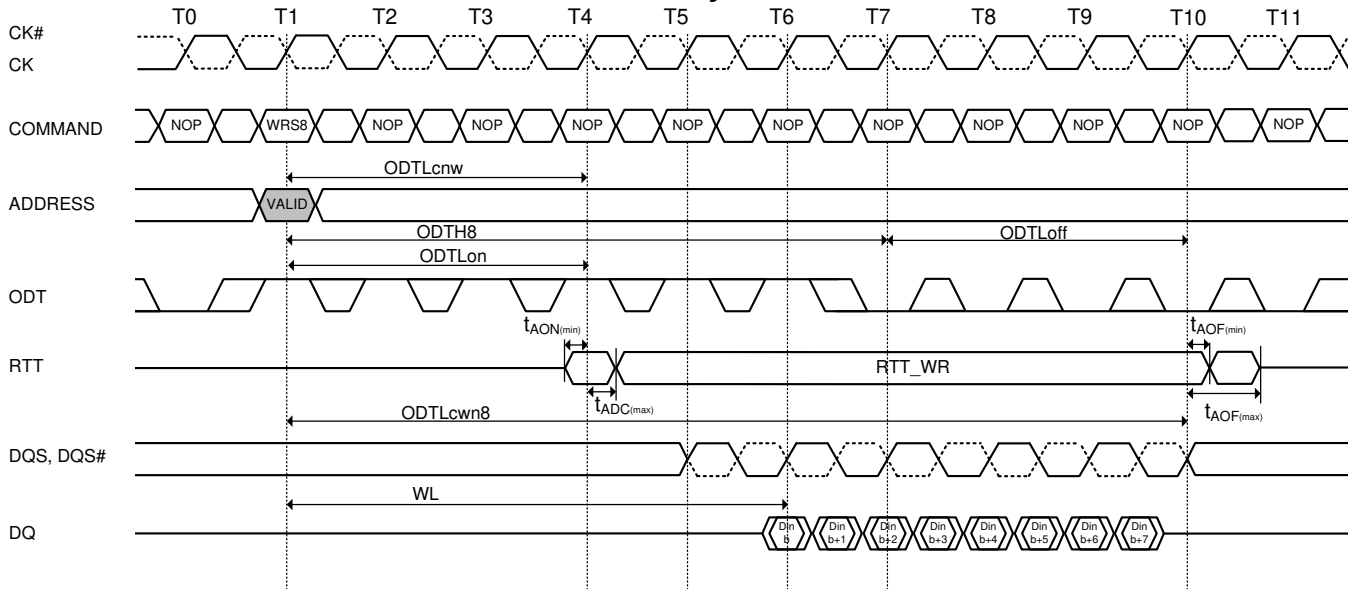 T0 T1 T2 T3 T4 T5 T6 T7 T8 T9 T10 T11
CK#
CK
COMMAND NOP WRS8 NOP NOP NOP NOP NOP NOP NOP NOP NOP NOP
ODTLcnw
ADDRESS VALID
ODTH8 ODTLoff
ODTLon
ODT
tAON(min) tAOF(min)
RTT RTT_WR
tADC(max) tAOF(max)
ODTLcwn8
DQS, DQS#
WL
DQ Din b Din b+1 Din b+2 Din b+3 Din b+4 Din b+5 Din b+6 Din b+7